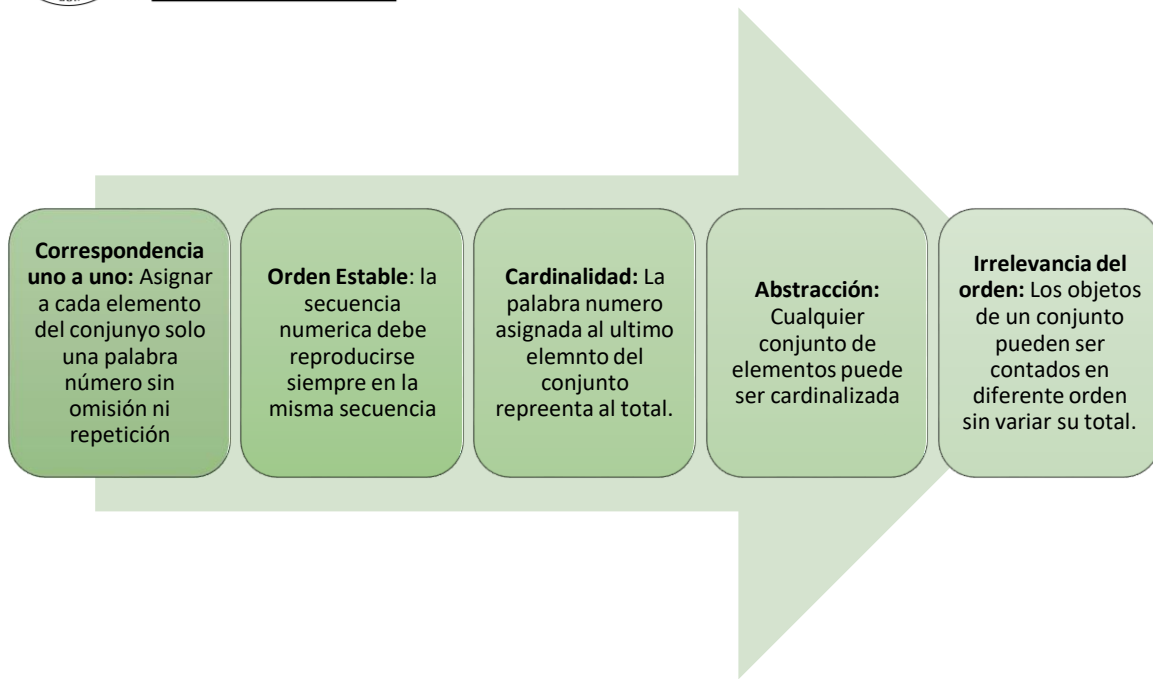 Correspondencia
uno a uno: Asignar
a cada elemento
del conjunyo solo
una palabra
número sin
omisión ni
repetición
Orden Estable: la
secuencia
numerica debe
reproducirse
siempre en la
misma secuencia
Cardinalidad: La
palabra numero
asignada al ultimo
elemnto del
conjunto
repreenta al total.
Abstracción:
Cualquier
conjunto de
elementos puede
ser cardinalizada
Irrelevancia del
orden: Los objetos
de un conjunto
pueden ser
contados en
diferente orden
sin variar su total.